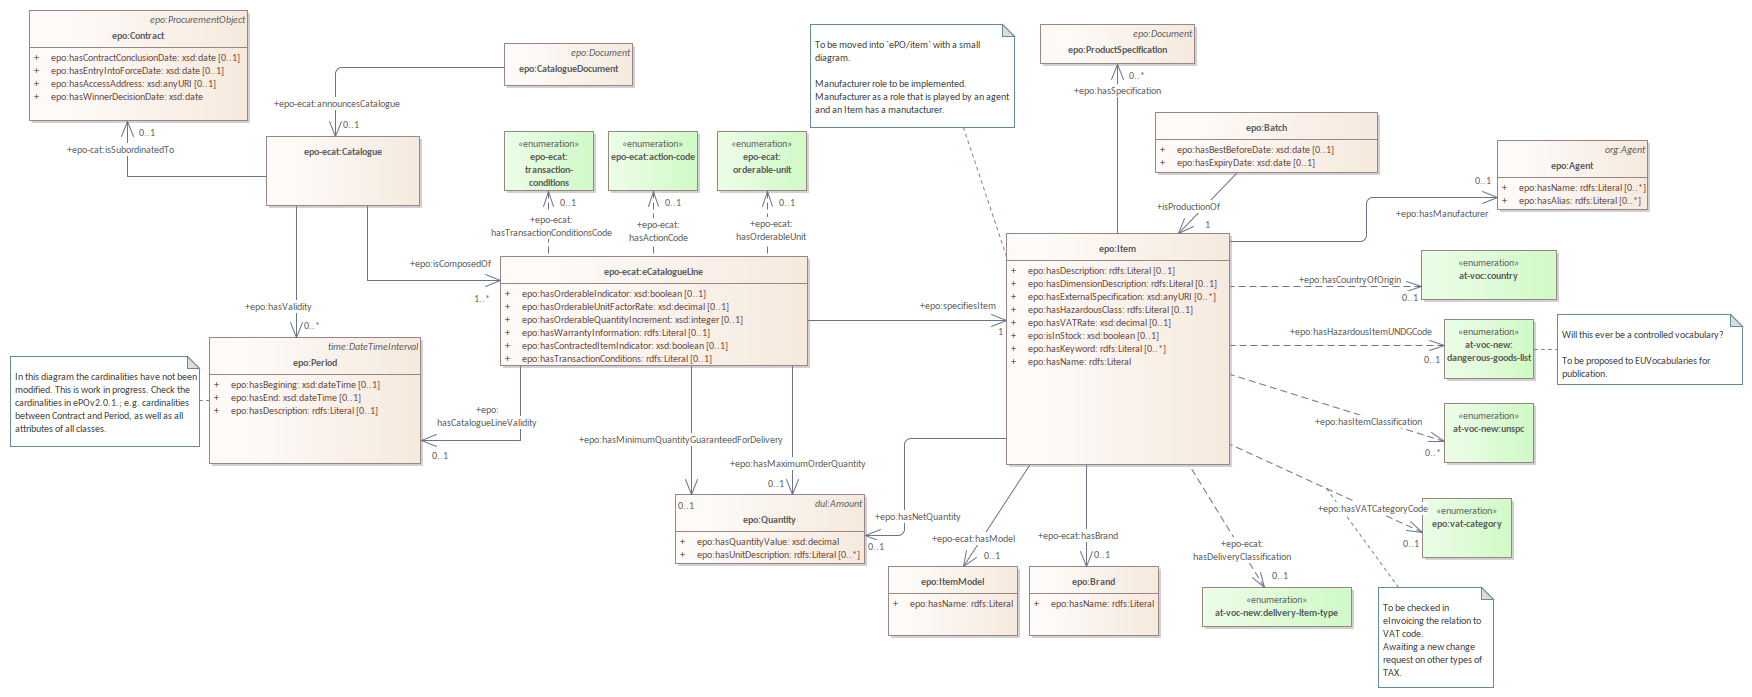 epo:ProcurementObject
epo:Contract
+ epo:hasContractConclusionDate: xsd:date [0..1]
+ epo:hasEntryIntoForceDate: xsd:date [0..1]
+ epo:hasAccessAddress: xsd:anyURI [0..1]
+ epo:hasWinnerDecisionDate: xsd:date
0..1
+epo-cat:isSubordinatedTo
epo:Document
epo:CatalogueDocument
+epo-ecat:announcesCatalogue
0..1
epo-ecat:Catalogue
«enumeration»
epo-ecat:
transaction-
conditions
«enumeration»
epo-ecat:action-code
«enumeration»
epo-ecat:
orderable-unit
0..1
+epo-ecat:
hasTransactionConditionsCode
0..1
+epo-ecat:
hasActionCode
0..1
+epo-ecat:
hasOrderableUnit
To be moved into `ePO/item` with a small
diagram.
Manufacturer role to be implemented.
Manufacturer as a role that is played by an agent
and an Item has a manutacturer.
epo:Document
epo:ProductSpecification
0..*
+epo:hasSpecification
epo:Batch
+ epo:hasBestBeforeDate: xsd:date [0..1]
+ epo:hasExpiryDate: xsd:date [0..1]
+isProductionOf
1
org:Agent
epo:Agent
+ epo:hasName: rdfs:Literal [0..*]
+ epo:hasAlias: rdfs:Literal [0..*]
0..1
+epo:hasManufacturer
+epo:isComposedOf
1..*
epo-ecat:eCatalogueLine
+ epo:hasOrderableIndicator: xsd:boolean [0..1]
+ epo:hasOrderableUnitFactorRate: xsd:decimal [0..1]
+ epo:hasOrderableQuantityIncrement: xsd:integer [0..1]
+ epo:hasWarrantyInformation: rdfs:Literal [0..1]
+ epo:hasContractedItemIndicator: xsd:boolean [0..1]
+ epo:hasTransactionConditions: rdfs:Literal [0..1]
+epo:specifiesItem
1
epo:Item
+ epo:hasDescription: rdfs:Literal [0..1]
+ epo:hasDimensionDescription: rdfs:Literal [0..1]
+ epo:hasExternalSpecification: xsd:anyURI [0..*]
+ epo:hasHazardousClass: rdfs:Literal [0..1]
+ epo:hasVATRate: xsd:decimal [0..1]
+ epo:isInStock: xsd:boolean [0..1]
+ epo:hasKeyword: rdfs:Literal [0..*]
+ epo:hasName: rdfs:Literal
+epo:hasCountryOfOrigin
0..1
«enumeration»
at-voc:country
+epo:hasHazardousItemUNDGCode
0..1
«enumeration»
at-voc-new:
dangerous-goods-list
Will this ever be a controlled vocabulary?
To be proposed to EUVocabularies for
publication.
+epo:hasItemClassification
0..*
«enumeration»
at-voc-new:unspc
+epo:hasVATCategoryCode
0..1
«enumeration»
epo:vat-category
+epo:hasValidity
0..*
In this diagram the cardinalities have not been
modified. This is work in progress. Check the
cardinalities in ePOv2.0.1.; e.g. cardinalities
between Contract and Period, as well as all
attributes of all classes.
time:DateTimeInterval
epo:Period
+ epo:hasBegining: xsd:dateTime [0..1]
+ epo:hasEnd: xsd:dateTime [0..1]
+ epo:hasDescription: rdfs:Literal [0..1]
+epo:
hasCatalogueLineValidity
0..1
+epo:hasMinimumQuantityGuaranteedForDelivery
0..1
+epo:hasMaximumOrderQuantity
0..1
dul:Amount
epo:Quantity
+ epo:hasQuantityValue: xsd:decimal
+ epo:hasUnitDescription: rdfs:Literal [0..*]
+epo:hasNetQuantity
0..1
+epo-ecat:hasModel
0..1
epo:ItemModel
+ epo:hasName: rdfs:Literal
+epo-ecat:hasBrand
0..1
epo:Brand
+ epo:hasName: rdfs:Literal
+epo-ecat:
hasDeliveryClassification
0..1
«enumeration»
at-voc-new:delivery-item-type
To be checked in
eInvoicing the relation to
VAT code.
Awaiting a new change
request on other types of
TAX.